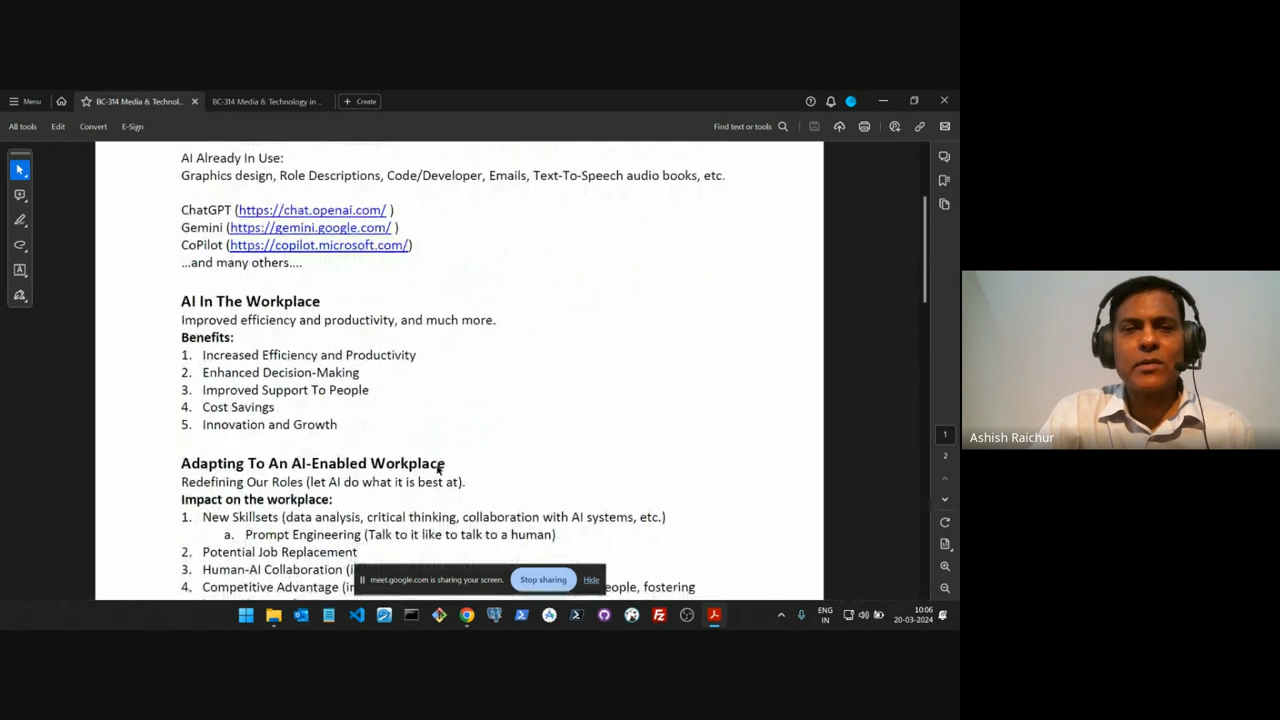 Menu
BC-314 Media & Technol...
BC-314 Media & Technology in ...
Create
All tools
Edit
Convert
E-Sign
Find text or tools
AI Already In Use:
Graphics design, Role Descriptions, Code/Developer, Emails, Text-To-Speech audio books, etc.
ChatGPT (https://chat.openai.com/ )
Gemini (https://gemini.google.com/ )
CoPilot (https://copilot.microsoft.com/)
…and many others….
AI In The Workplace
Improved efficiency and productivity, and much more.
Benefits:
1. Increased Efficiency and Productivity
2. Enhanced Decision-Making
3. Improved Support To People
4. Cost Savings
5. Innovation and Growth
Adapting To An AI-Enabled Workplace
Redefining Our Roles (let AI do what it is best at).
Impact on the workplace:
1. New Skillsets (data analysis, critical thinking, collaboration with AI systems, etc.)
a. Prompt Engineering (Talk to it like to talk to a human)
2. Potential Job Replacement
3. Human-AI Collaboration
4. Competitive Advantage people, fostering
meet.google.com is sharing your screen.
Stop sharing
Hide
1
2
ENG
IN
10:06
20-03-2024
Ashish Raichur